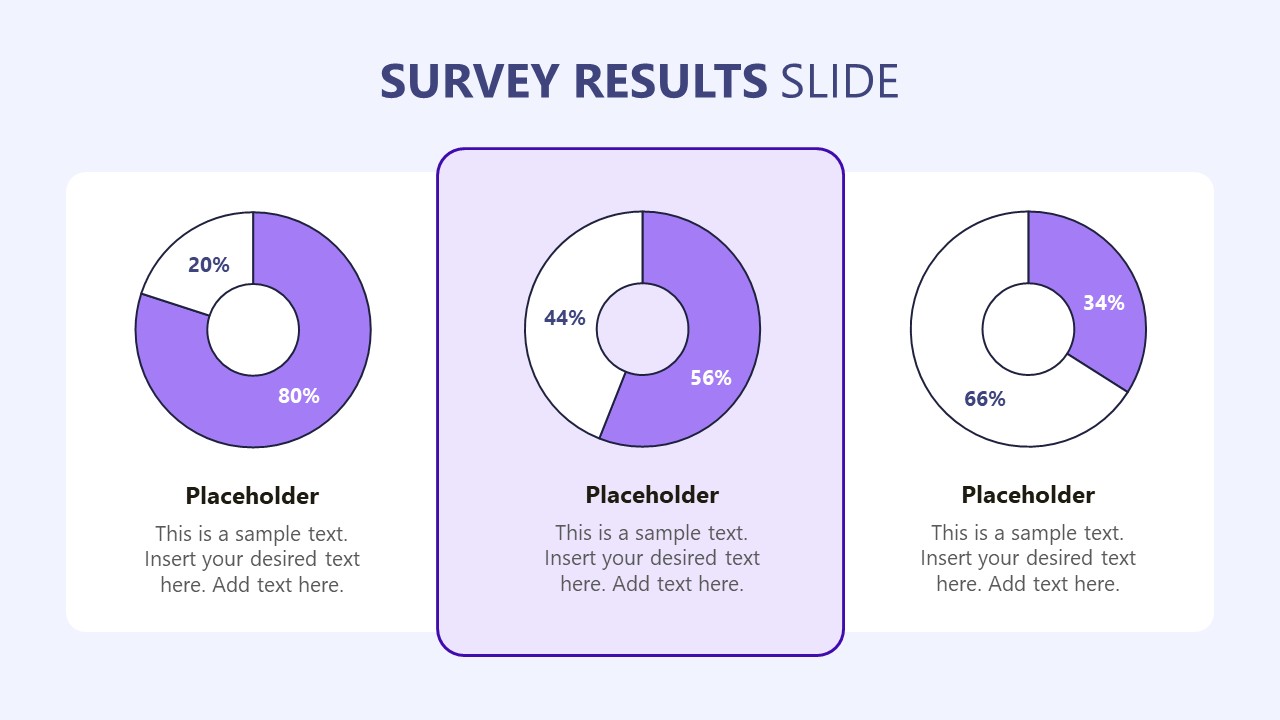 SURVEY RESULTS SLIDE
20%
80%
Placeholder
This is a sample text.
Insert your desired text
here. Add text here.
44%
56%
Placeholder
This is a sample text.
Insert your desired text
here. Add text here.
34%
66%
Placeholder
This is a sample text.
Insert your desired text
here. Add text here.